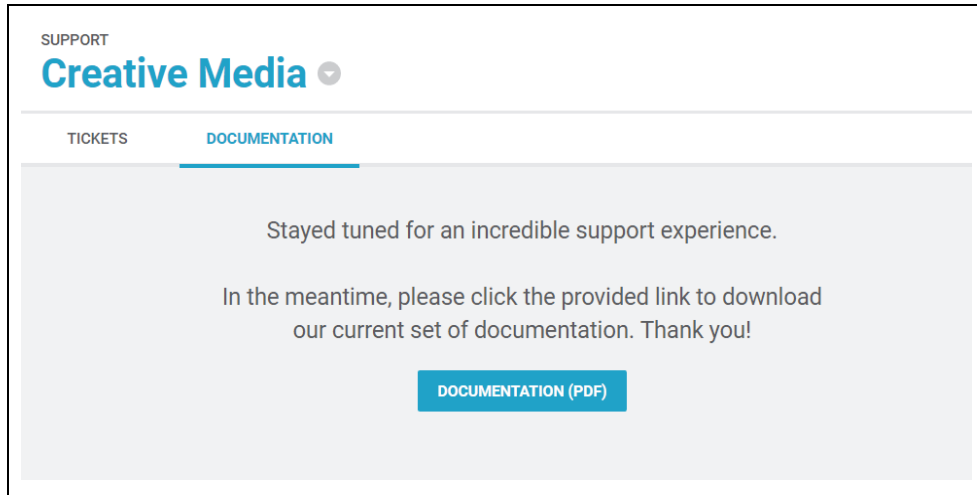 SUPPORT
Creative Media
TICKETS
DOCUMENTATION
Stayed tuned for an incredible support experience.
In the meantime, please click the provided link to download
our current set of documentation. Thank you!
DOCUMENTATION (PDF)